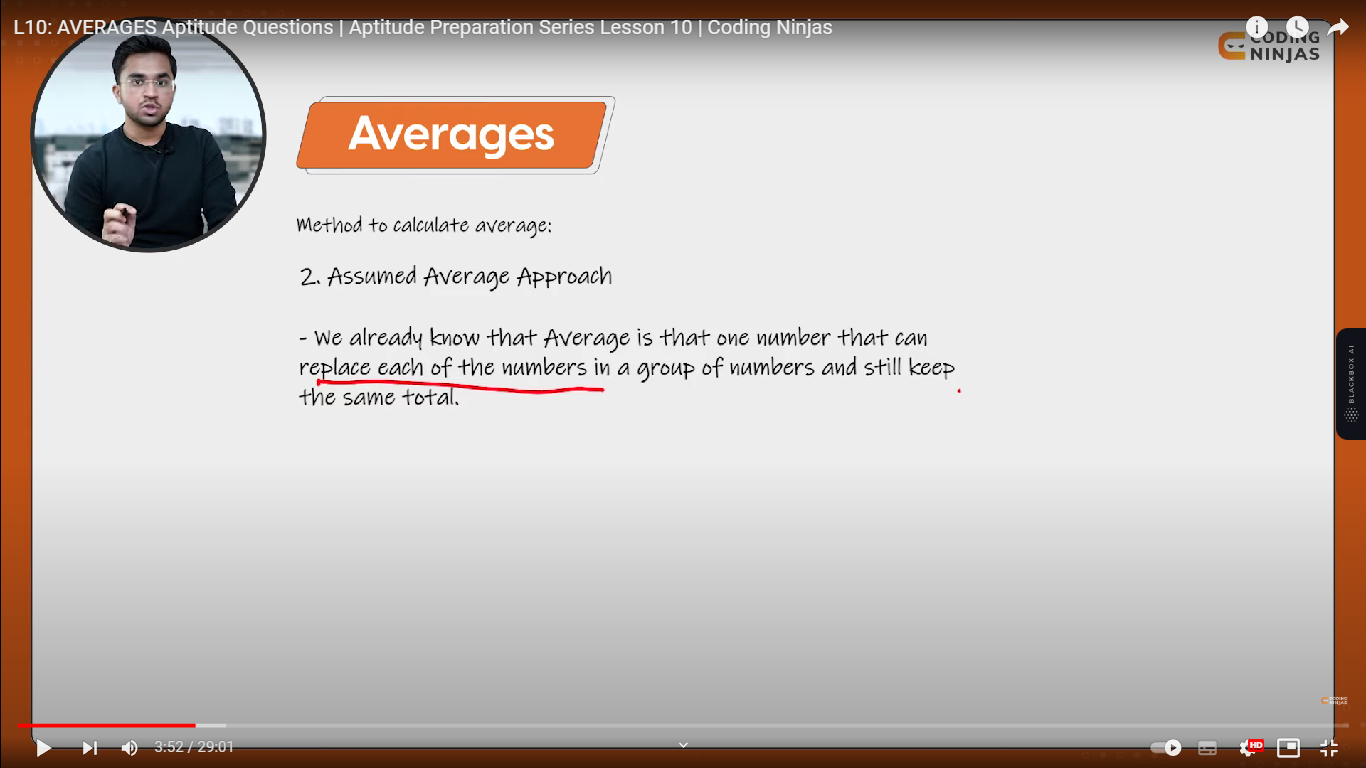 L10: AVERAGES Aptitude Questions | Aptitude Preparation Series Lesson 10 | Coding Ninjas
CODING
NINJAS
Averages
Method to calculate average:
2. Assumed Average Approach
- We already know that Average is that one number that can
replace each of the numbers in a group of numbers and still keep
the same total.
BLACKBOX AI
CODING
NINJAS
3:52 / 29:01
HD